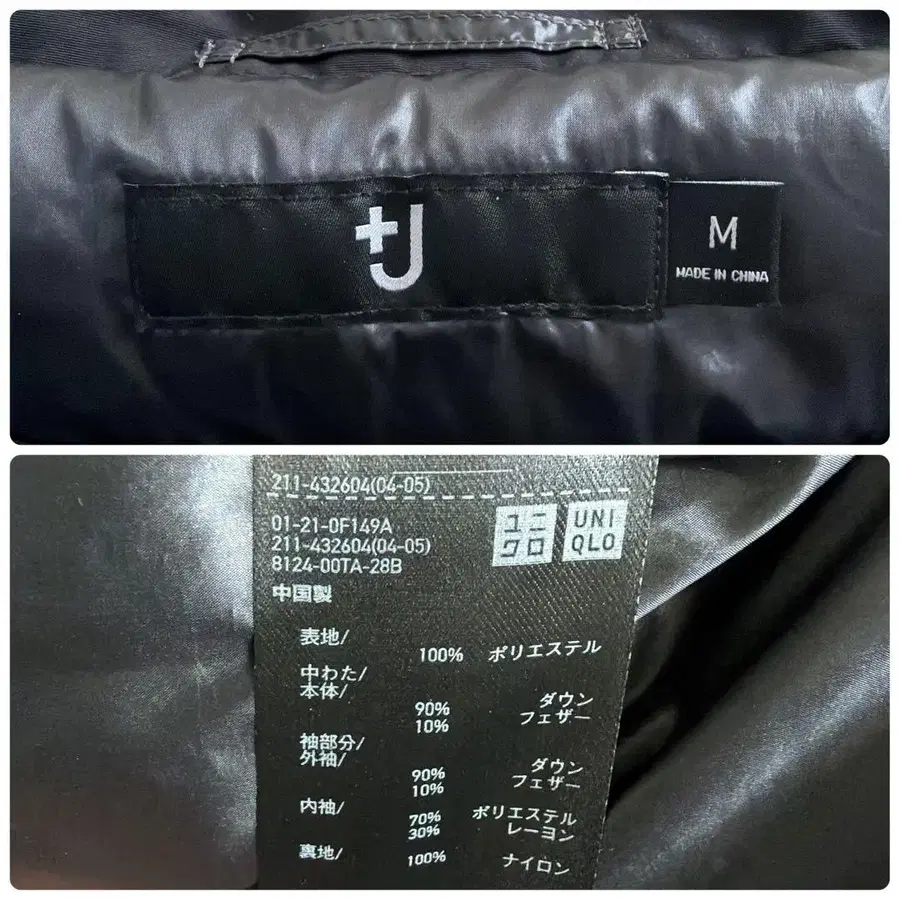 +J
M
MADE IN CHINA
211-432604(04-05)
01-21-0F149A
211-432604(04-05)
8124-00TA-28B
ユニ
クロ
UNI
QLO
中国製
表地/
100% ポリエステル
中わた/
本体/
90% ダウン
10% フェザー
袖部分/
外袖/
90% ダウン
10% フェザー
内袖/
70% ポリエステル
30% レーヨン
裏地/
100% ナイロン